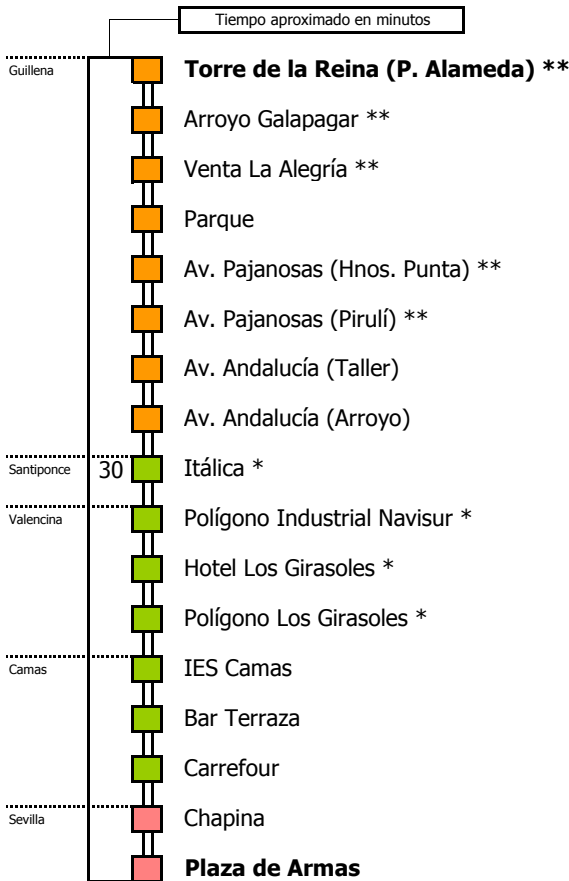 Tiempo aproximado en minutos
Guillena
Torre de la Reina (P. Alameda) **
Arroyo Galapagar **
Venta La Alegría **
Parque
Av. Pajanosas (Hnos. Punta) **
Av. Pajanosas (Pirulí) **
Av. Andalucía (Taller)
Av. Andalucía (Arroyo)
Santiponce 30 Itálica *
Valencina Polígono Industrial Navisur *
Hotel Los Girasoles *
Polígono Los Girasoles *
Camas IES Camas
Bar Terraza
Carrefour
Sevilla Chapina
Plaza de Armas